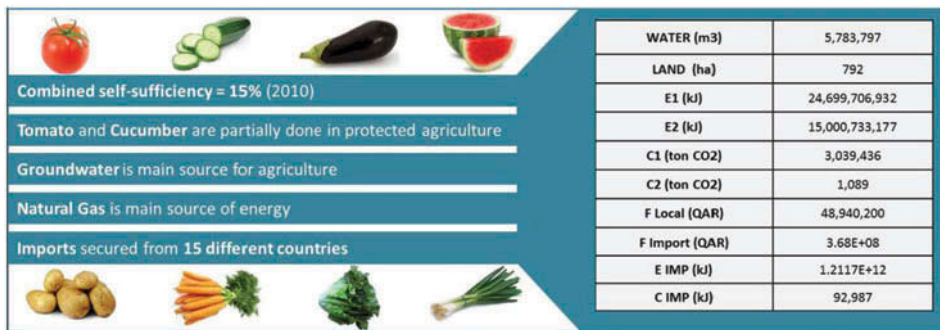 Combined self-sufficiency = 15% (2010)
Tomato and Cucumber are partially done in protected agriculture
Groundwater is main source for agriculture
Natural Gas is main source of energy
Imports secured from 15 different countries
WATER (m3) 5,783,797
LAND (ha) 792
E1 (kJ) 24,699,706,932
E2 (kJ) 15,000,733,177
C1 (ton CO2) 3,039,436
C2 (ton CO2) 1,089
F Local (QAR) 48,940,200
F Import (QAR) 3.68E+08
E IMP (kJ) 1.2117E+12
C IMP (kJ) 92,987